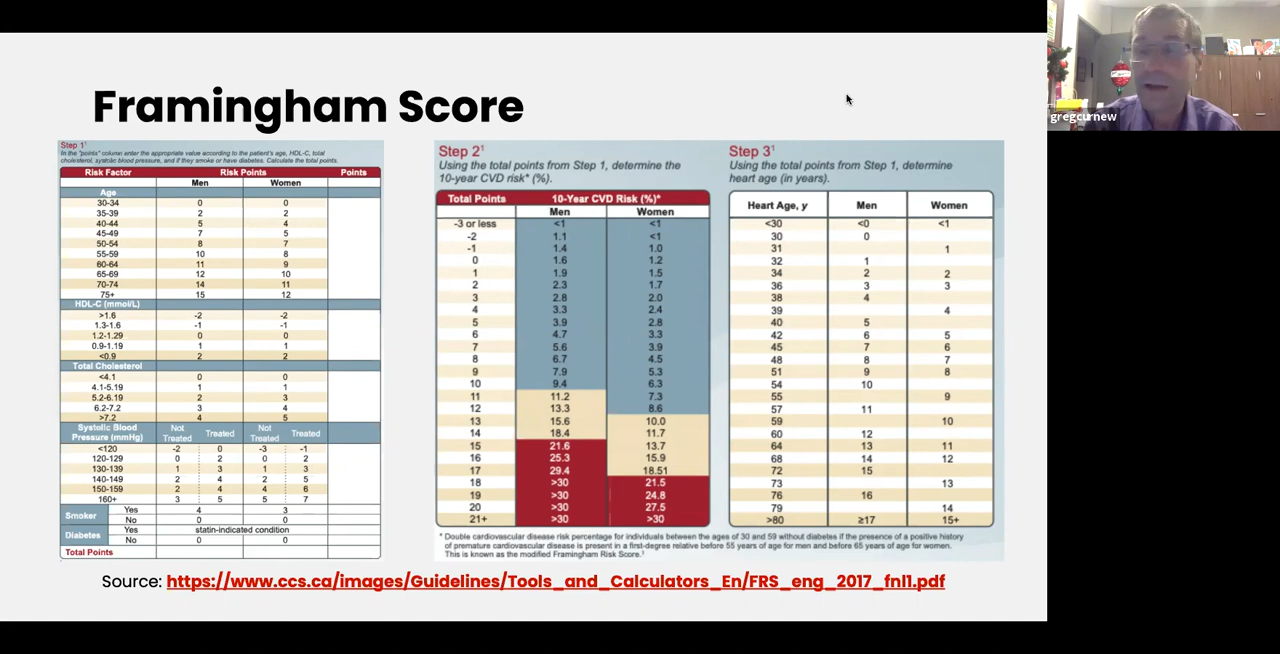 Framingham Score
Step 1¹
In the "points" column enter the appropriate value according to the patient's age, HDL-C, total
cholesterol, systolic blood pressure, and if they smoke or have diabetes. Calculate the total points.
Risk Factor Risk Points Points
Men Women
Age
30-34 0 0
35-39 2 2
40-44 5 4
45-49 7 5
50-54 8 7
55-59 10 8
60-64 11 9
65-69 12 10
70-74 14 11
75+ 15 12
HDL-C (mmol/L)
>1.6 -2 -2
1.3-1.6 -1 -1
1.2-1.29 0 0
0.9-1.19 1 1
<0.9 2 2
Total Cholesterol
<4.1 0 0
4.1-5.19 1 1
5.2-6.19 2 3
6.2-7.2 3 4
>7.2 4 5
Systolic Blood Pressure (mmHg) Not Treated Treated Not Treated Treated
<120 -2 0 -3 -1
120-129 0 2 0 2
130-139 1 3 1 3
140-149 2 4 2 5
150-159 2 4 4 6
160+ 3 5 5 7
Smoker Yes 4 3
No 0 0
Diabetes Yes statin-indicated condition
No 0 0
Total Points
Step 2¹
Using the total points from Step 1, determine the
10-year CVD risk* (%).
Total Points 10-Year CVD Risk (%)*
Men Women
-3 or less <1 <1
-2 1.1 <1
-1 1.4 1.0
0 1.6 1.2
1 1.9 1.5
2 2.3 1.7
3 2.8 2.0
4 3.3 2.4
5 3.9 2.8
6 4.7 3.3
7 5.6 3.9
8 6.7 4.5
9 7.9 5.3
10 9.4 6.3
11 11.2 7.3
12 13.3 8.6
13 15.6 10.0
14 18.4 11.7
15 21.6 13.7
16 25.3 15.9
17 29.4 18.51
18 >30 21.5
19 >30 24.8
20 >30 27.5
21+ >30 >30
Step 3¹
Using the total points from Step 1, determine
heart age (in years).
Heart Age, y Men Women
<30 <0 <1
30 0
31 1
32 1
34 2 2
36 3 3
38 4
39 4
40 5
42 6 5
45 7 6
48 8 7
51 9 8
54 10
55 9
57 11
59 10
60 12
64 13 11
68 14 12
72 15
73 13
76 16
79 14
>80 ≥17 15+
* Double cardiovascular disease risk percentage for individuals between the ages of 30 and 59 without diabetes if the presence of a positive history
of premature cardiovascular disease is present in a first-degree relative before 55 years of age for men and before 65 years of age for women.
This is known as the modified Framingham Risk Score.²
Source: https://www.ccs.ca/images/Guidelines/Tools_and_Calculators_En/FRS_eng_2017_fnl1.pdf
gregcurnew